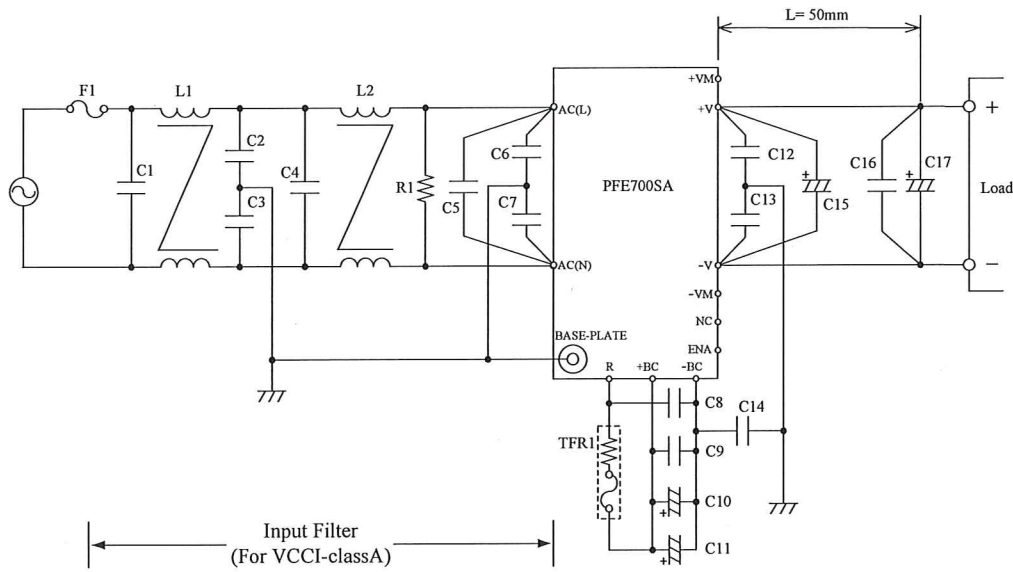 L= 50mm
F1
L1
L2
+VM
AC(L)
+V
C1
C2
C3
C4
R1
C5
C6
C7
PFE700SA
C12
C13
C15
C16
C17
+
+
+
Load
−
AC(N)
−V
−VM
NC
ENA
BASE-PLATE
R
+BC
−BC
C8
C14
TFR1
C9
C10
+
C11
+
Input Filter
(For VCCI-classA)